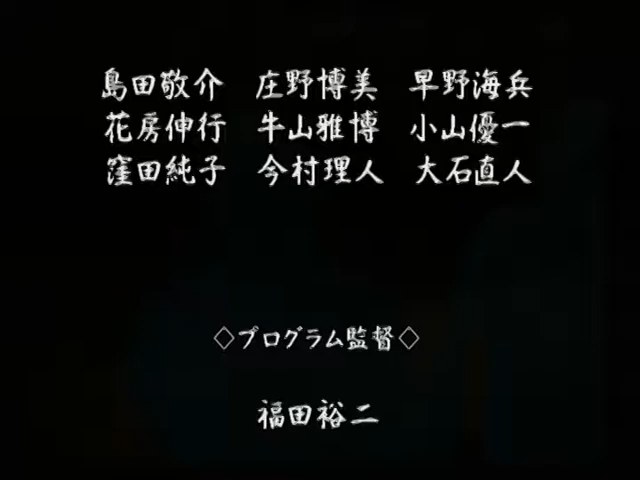 島田敬介 庄野博美 早野海兵
花房伸行 牛山雅博 小山優一
窪田純子 今村理人 大石直人
◇プログラム監督◇
福田裕二